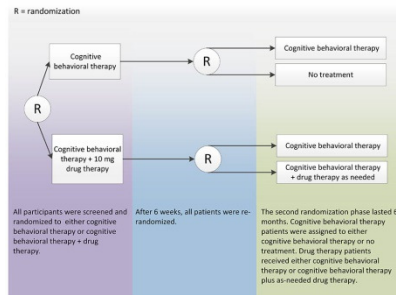 R = randomization
Cognitive
behavioral therapy
R
Cognitive behavioral therapy
No treatment
R
Cognitive behavioral
therapy + 10 mg
drug therapy
R
Cognitive behavioral therapy
Cognitive behavioral therapy
+ drug therapy as needed
All participants were screened and
randomized to either cognitive
behavioral therapy or cognitive
behavioral therapy + drug
therapy.
After 6 weeks, all patients were re-
randomized.
The second randomization phase lasted 6
months. Cognitive behavioral therapy
patients were assigned to either
cognitive behavioral therapy or no
treatment. Drug therapy patients
received either cognitive behavioral
therapy or cognitive behavioral therapy
plus as-needed drug therapy.